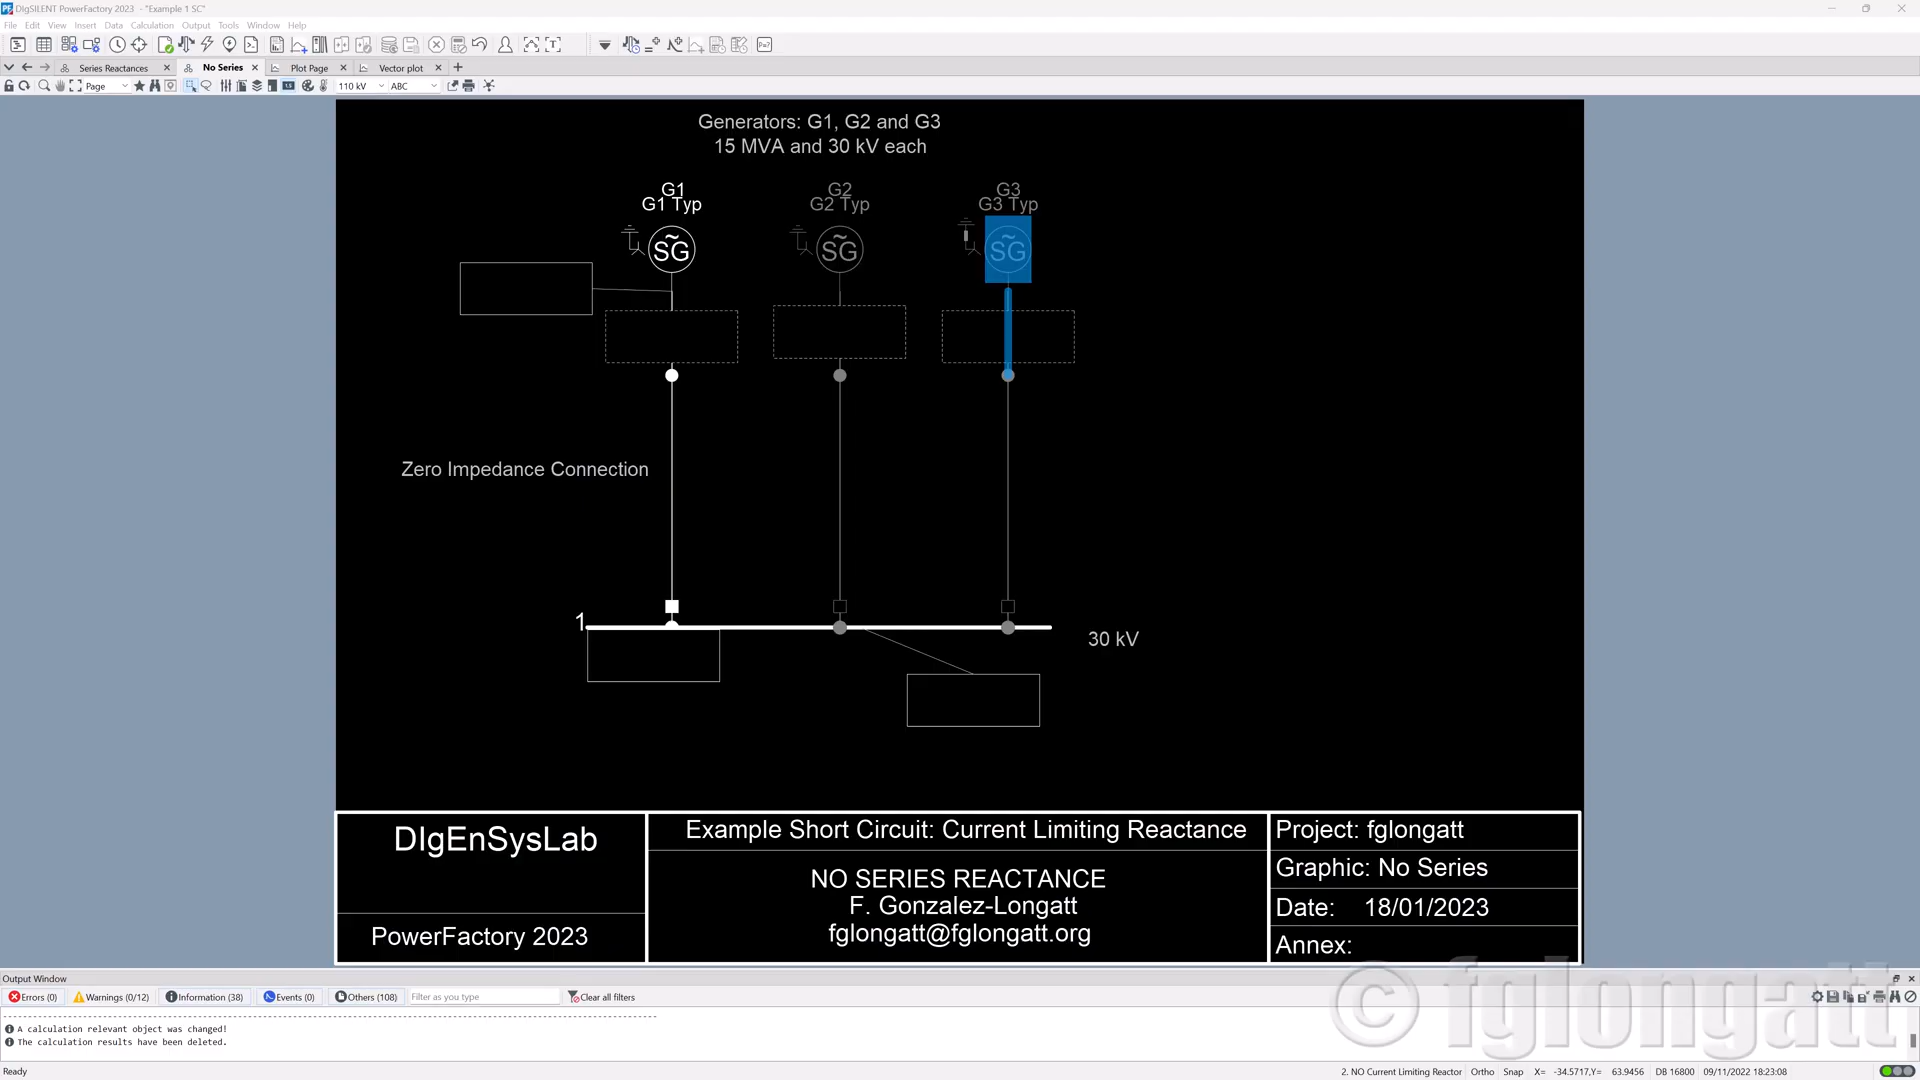 DIgSILENT PowerFactory 2023 - "Example 1 SC"
File Edit View Insert Data Calculation Output Tools Window Help
Series Reactances
No Series
Plot Page
Vector plot
Page
110 kV
ABC
Generators: G1, G2 and G3
15 MVA and 30 kV each
G1
G1 Typ
SG
G2
G2 Typ
SG
G3
G3 Typ
SG
Zero Impedance Connection
1
30 kV
DIgEnSysLab
PowerFactory 2023
Example Short Circuit: Current Limiting Reactance
NO SERIES REACTANCE
F. Gonzalez-Longatt
fglongatt@fglongatt.org
Project: fglongatt
Graphic: No Series
Date: 18/01/2023
Annex:
Output Window
Errors (0)
Warnings (0/12)
Information (38)
Events (0)
Others (108)
Filter as you type
Clear all filters
A calculation relevant object was changed!
The calculation results have been deleted.
© fglongatt
Ready
2. NO Current Limiting Reactor
Ortho
Snap
X= -34.5717,Y= 63.9456
DB 16800
09/11/2022 18:23:08